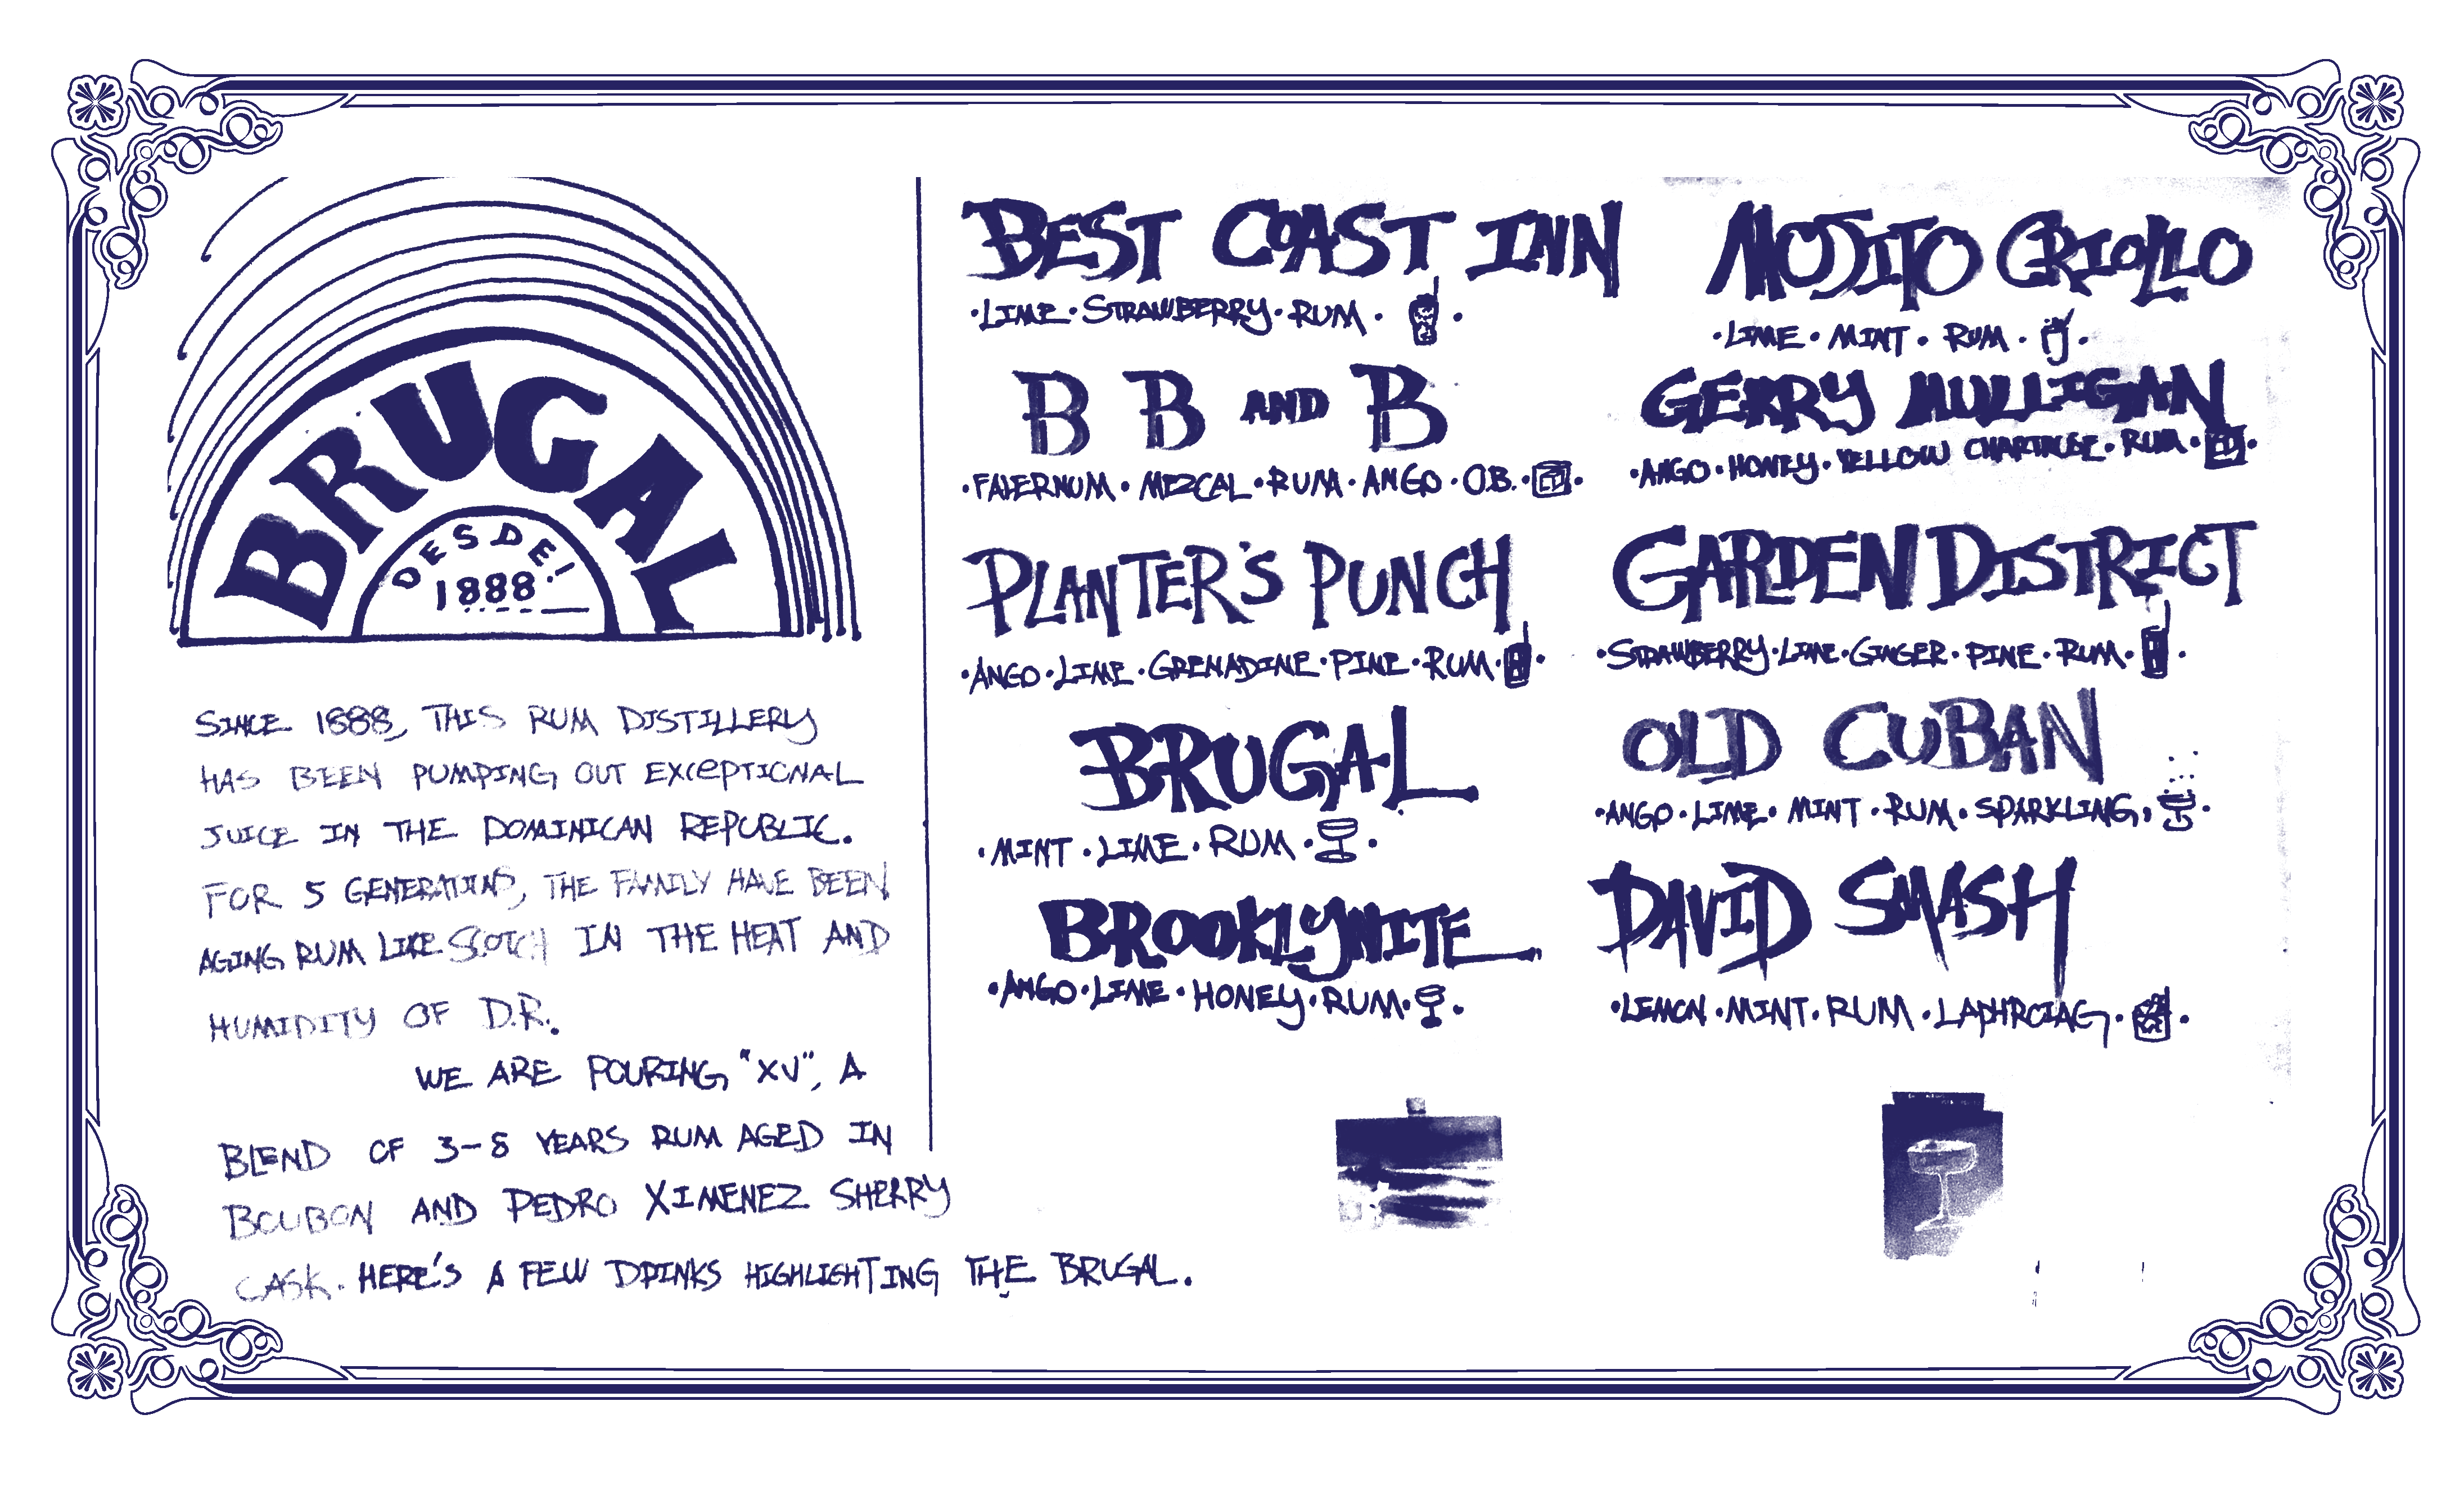 BRUGAL
DESDE
1888
SINCE 1888, THIS RUM DISTILLERY
HAS BEEN PUMPING OUT EXCEPTIONAL
JUICE IN THE DOMINICAN REPUBLIC.
FOR 5 GENERATIONS, THE FAMILY HAVE BEEN
AGING RUM LIKE SCOTCH IN THE HEAT AND
HUMIDITY OF D.R.
WE ARE POURING "XV", A
BLEND OF 3-8 YEARS RUM AGED IN
BOUBON AND PEDRO XIMENEZ SHERRY
CASK. HERE'S A FEW DRINKS HIGHLIGHTING THE BRUGAL.
BEST COAST INN
·LIME·STRAWBERRY·RUM· ·
B B AND B
·FALERNUM·MEZCAL·RUM·ANGO·O.B.· ·
PLANTER'S PUNCH
·ANGO·LIME·GRENADINE·PINE·RUM· ·
BRUGAL
·MINT·LIME·RUM· ·
BROOKLYNITE
·ANGO·LIME·HONEY·RUM· ·
MOJITO CRIOLLO
·LIME·MINT·RUM· ·
GERRY MULLIGAN
·ANGO·HONEY·YELLOW ·RUM· ·
GARDEN DISTRICT
·STRAWBERRY·LIME·GINGER·PINE·RUM· ·
OLD CUBAN
·ANGO·LIME·MINT·RUM·SPARKLING· ·
DAVID SMASH
·LEMON·MINT·RUM·LAPHROIAG· ·